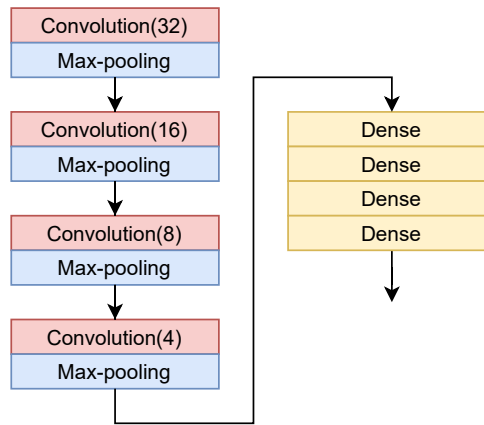 Convolution(32)
Max-pooling
Convolution(16)
Max-pooling
Convolution(8)
Max-pooling
Convolution(4)
Max-pooling
Dense
Dense
Dense
Dense